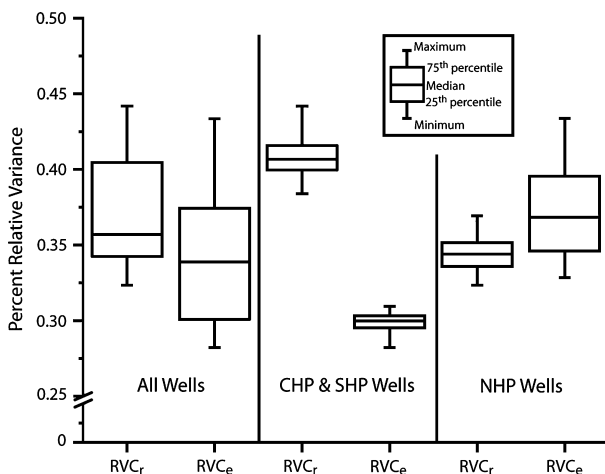 0.50
0.45
0.40
0.35
0.30
0.25
0
Percent Relative Variance
Maximum
75th percentile
Median
25th percentile
Minimum
All Wells
CHP & SHP Wells
NHP Wells
RVCr
RVCe
RVCr
RVCe
RVCr
RVCe